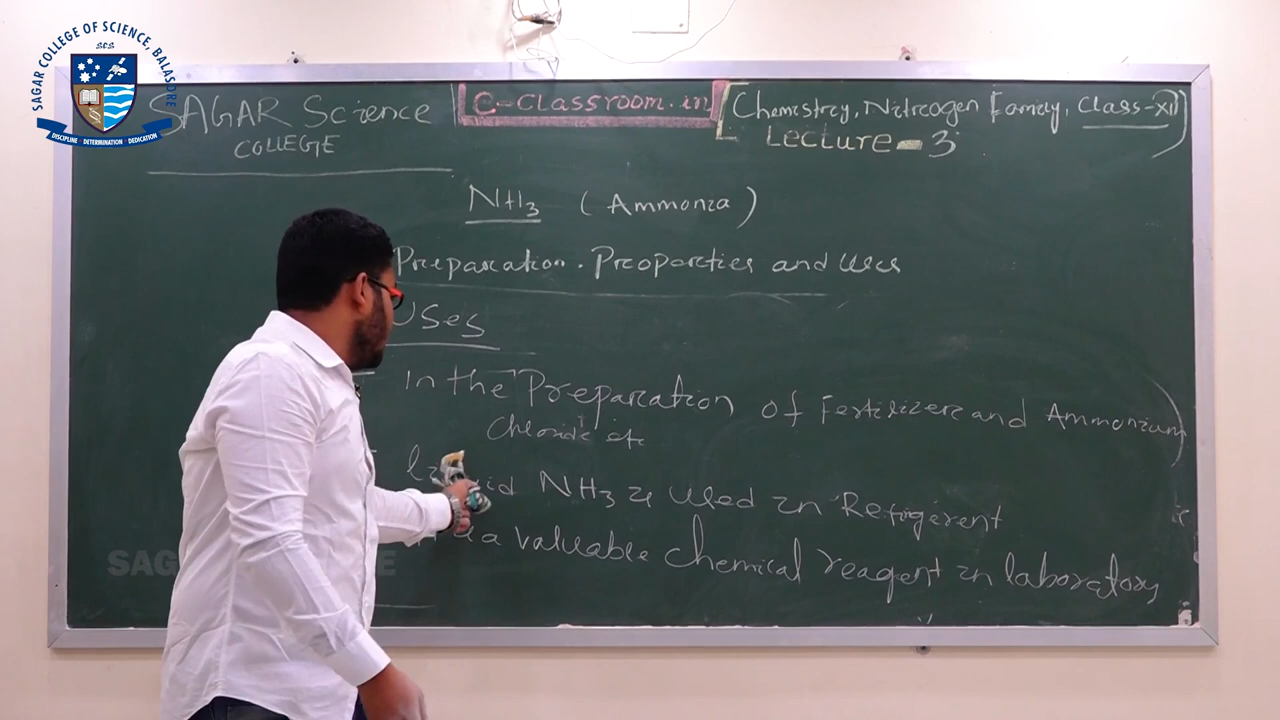 SAGAR COLLEGE OF SCIENCE, BALASORE
SCS
DISCIPLINE DETERMINATION DEDICATION
SAGAR Science
COLLEGE
C-Classroom.in
[Chemistry, Nitrogen Family, Class-XII]
Lecture-3
NH3 (Ammonia)
Preparation. Properties and Uses
Uses
In the Preparation of Fertilizers and Ammonium
Chloride etc
NH3 is used in Refigerent
a valuable chemical reagent in laboratory